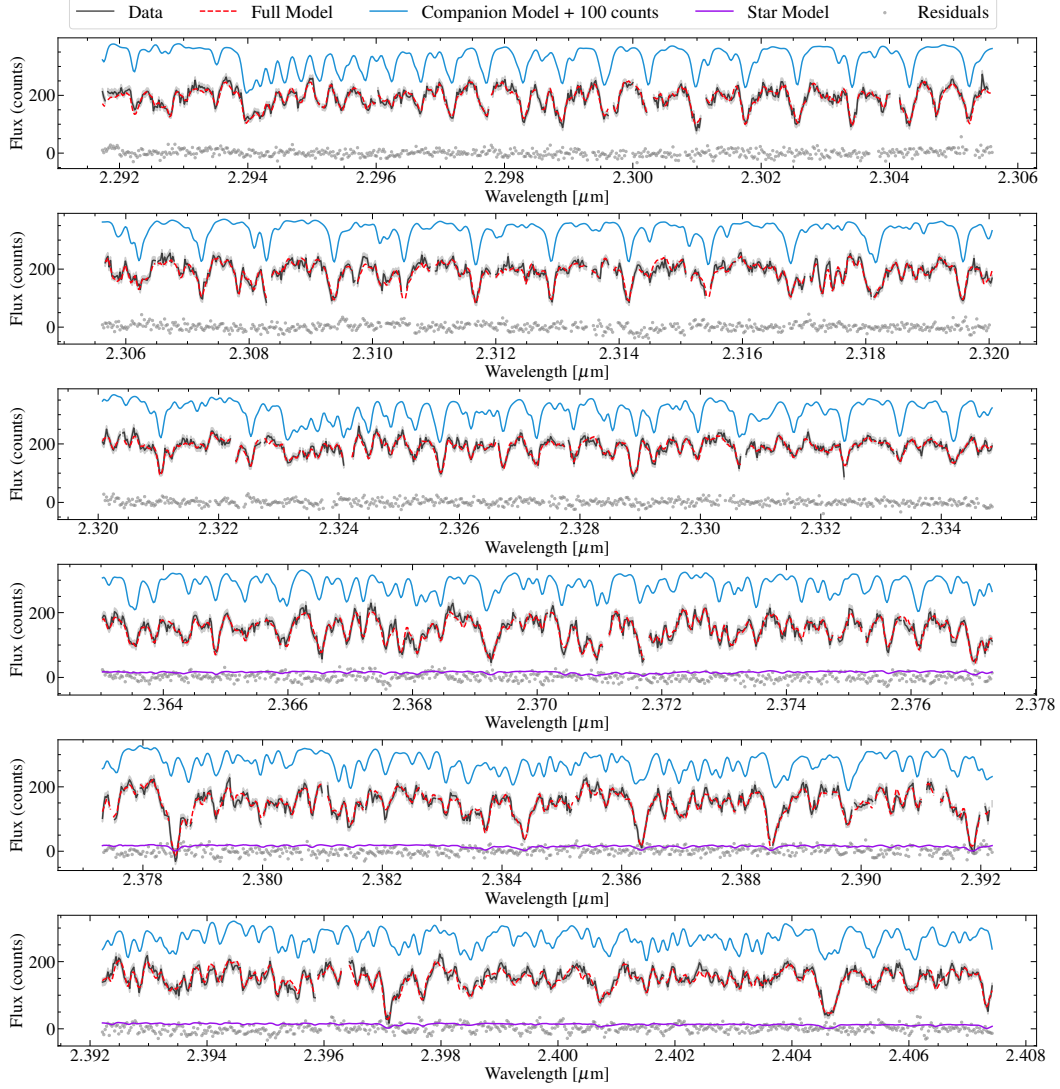 Data Full Model Companion Model + 100 counts Star Model Residuals
Flux (counts)
200
0
2.292 2.294 2.296 2.298 2.300 2.302 2.304 2.306
Wavelength [μm]
Flux (counts)
200
0
2.306 2.308 2.310 2.312 2.314 2.316 2.318 2.320
Wavelength [μm]
Flux (counts)
200
0
2.320 2.322 2.324 2.326 2.328 2.330 2.332 2.334
Wavelength [μm]
Flux (counts)
200
0
2.364 2.366 2.368 2.370 2.372 2.374 2.376 2.378
Wavelength [μm]
Flux (counts)
200
0
2.378 2.380 2.382 2.384 2.386 2.388 2.390 2.392
Wavelength [μm]
Flux (counts)
200
0
2.392 2.394 2.396 2.398 2.400 2.402 2.404 2.406 2.408
Wavelength [μm]